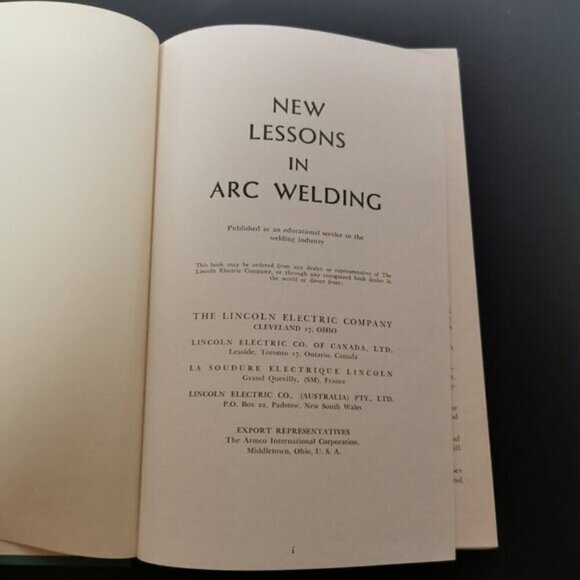 NEW
LESSONS
IN
ARC WELDING
Published as an educational service in the
welding industry
This book may be ordered from any dealer or representative of The
Lincoln Electric Company, or through any recognized book dealer in
the world or direct from:
THE LINCOLN ELECTRIC COMPANY
CLEVELAND 17, OHIO
LINCOLN ELECTRIC CO. OF CANADA, LTD.
Leaside, Toronto 17, Ontario, Canada
LA SOUDURE ELECTRIQUE LINCOLN
Grand Quevilly, (SM), France
LINCOLN ELECTRIC CO., (AUSTRALIA) PTY., LTD.
P.O. Box 22, Padstow, New South Wales
EXPORT REPRESENTATIVES
The Armco International Corporation,
Middletown, Ohio, U. S. A.
i